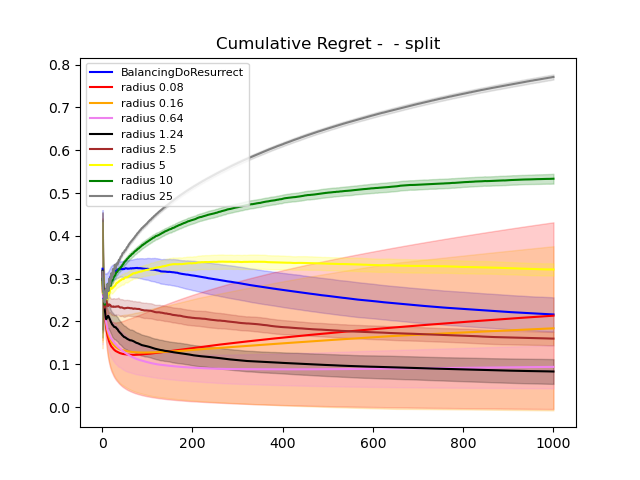 Cumulative Regret -  - split
0.8
0.7
0.6
0.5
0.4
0.3
0.2
0.1
0.0
BalancingDoResurrect
radius 0.08
radius 0.16
radius 0.64
radius 1.24
radius 2.5
radius 5
radius 10
radius 25
0 200 400 600 800 1000